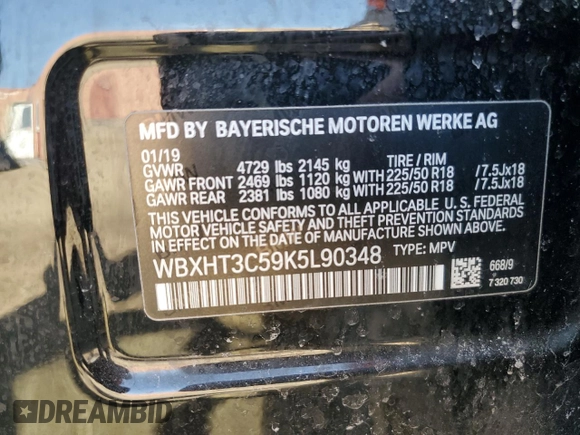 MFD BY BAYERISCHE MOTOREN WERKE AG
01/19
GVWR 4729 lbs 2145 kg TIRE / RIM
GAWR FRONT 2469 lbs 1120 kg WITH 225/50 R18 /7.5Jx18
GAWR REAR 2381 lbs 1080 kg WITH 225/50 R18 /7.5Jx18
THIS VEHICLE CONFORMS TO ALL APPLICABLE U. S. FEDERAL
MOTOR VEHICLE SAFETY AND THEFT PREVENTION STANDARDS
IN EFFECT ON THE DATE OF MANUFACTURE SHOWN ABOVE.
WBXHT3C59K5L90348 TYPE: MPV
668/9
7 320 730
DREAMBID